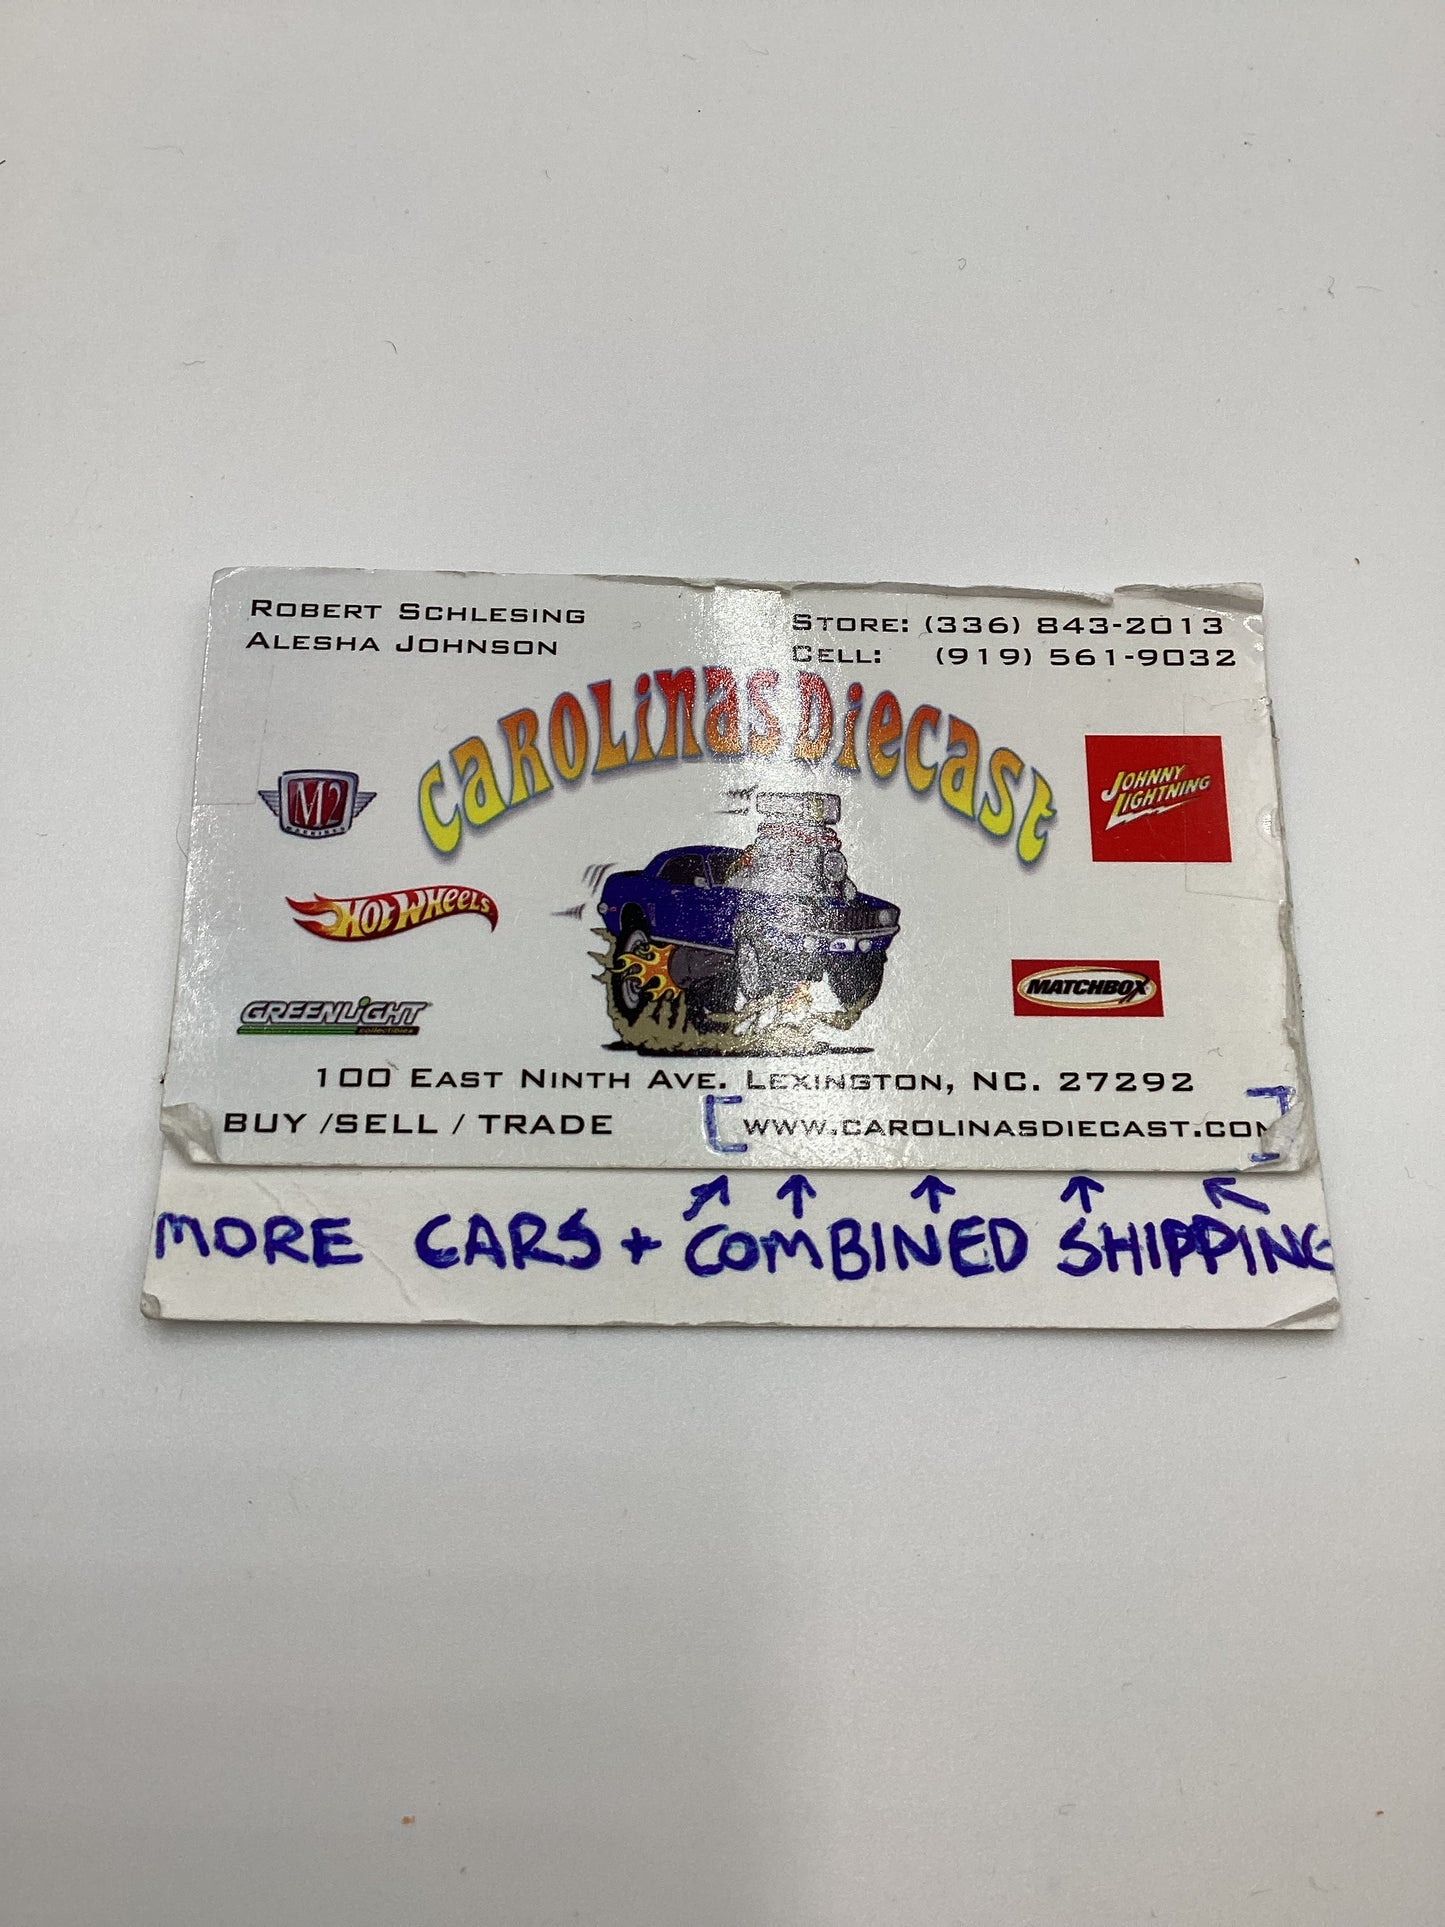 ROBERT SCHLESING
ALESHA JOHNSON
STORE: (336) 843-2013
CELL: (919) 561-9032
CAROLINAS DIECAST
M2
MACHINES
JOHNNY
LIGHTNING
HOT WHEELS
MATCHBOX
GREENLIGHT
collectibles
100 EAST NINTH AVE. LEXINGTON, NC. 27292
BUY /SELL / TRADE [WWW.CAROLINASDIECAST.COM]
MORE CARS + COMBINED SHIPPING